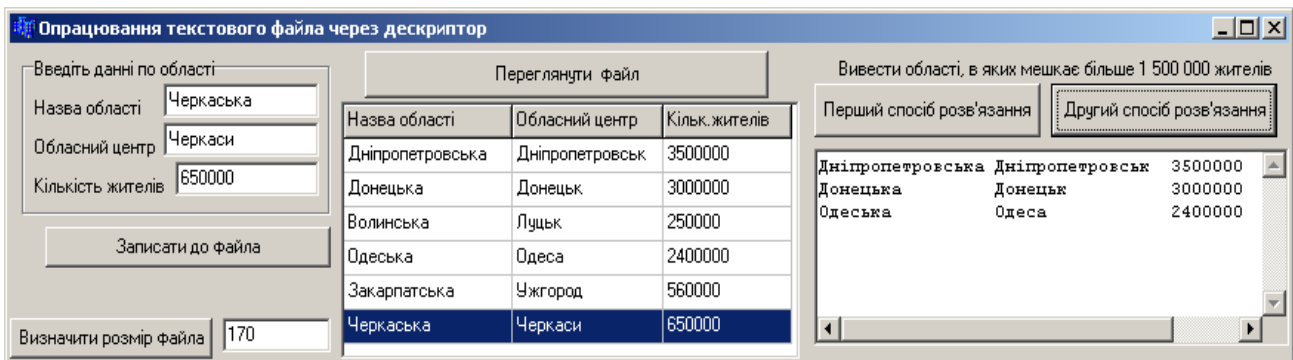 Опрацювання текстового файла через дескриптор
Введіть данні по області
Назва області Черкаська
Обласний центр Черкаси
Кількість жителів 650000
Записати до файла
Визначити розмір файла 170
Переглянути файл
Назва області Обласний центр Кільк.жителів
Дніпропетровська Дніпропетровськ 3500000
Донецька Донецьк 3000000
Волинська Луцьк 250000
Одеська Одеса 2400000
Закарпатська Ужгород 560000
Черкаська Черкаси 650000
Вивести області, в яких мешкає більше 1 500 000 жителів
Перший спосіб розв'язання Другий спосіб розв'язання
Дніпропетровська Дніпропетровськ 3500000
Донецька Донецьк 3000000
Одеська Одеса 2400000